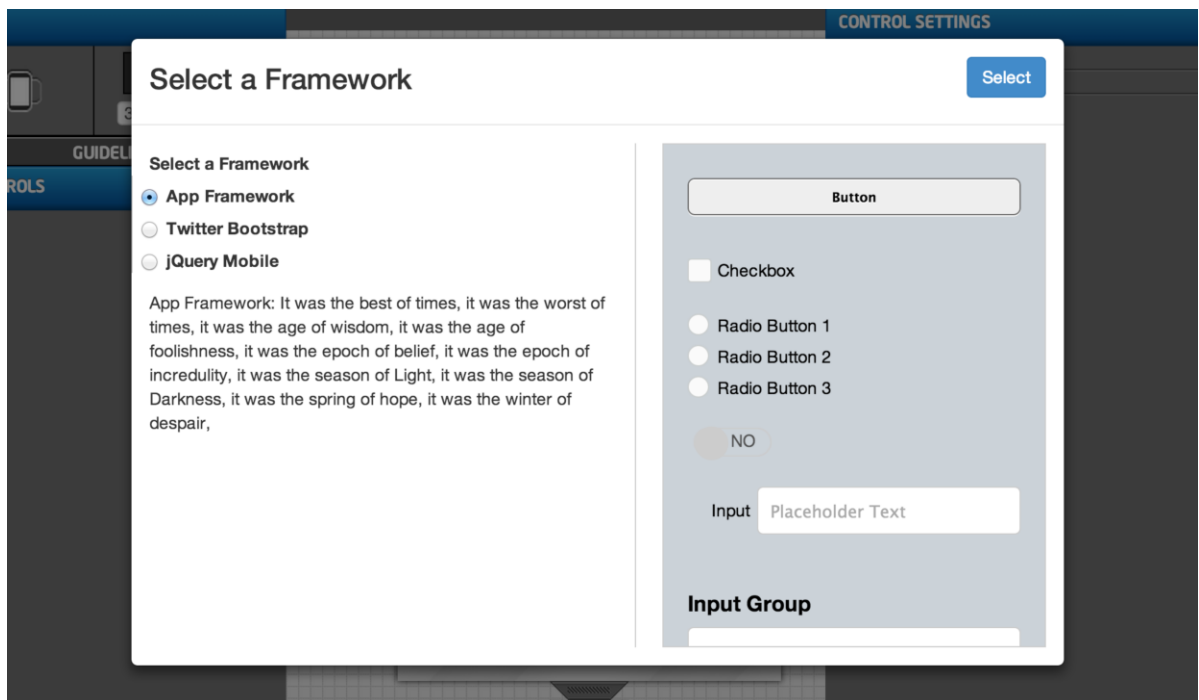 CONTROL SETTINGS
Select a Framework
Select
GUIDEL
ROLS
Select a Framework
App Framework
Twitter Bootstrap
jQuery Mobile
App Framework: It was the best of times, it was the worst of
times, it was the age of wisdom, it was the age of
foolishness, it was the epoch of belief, it was the epoch of
incredulity, it was the season of Light, it was the season of
Darkness, it was the spring of hope, it was the winter of
despair,
Button
Checkbox
Radio Button 1
Radio Button 2
Radio Button 3
NO
Input Placeholder Text
Input Group